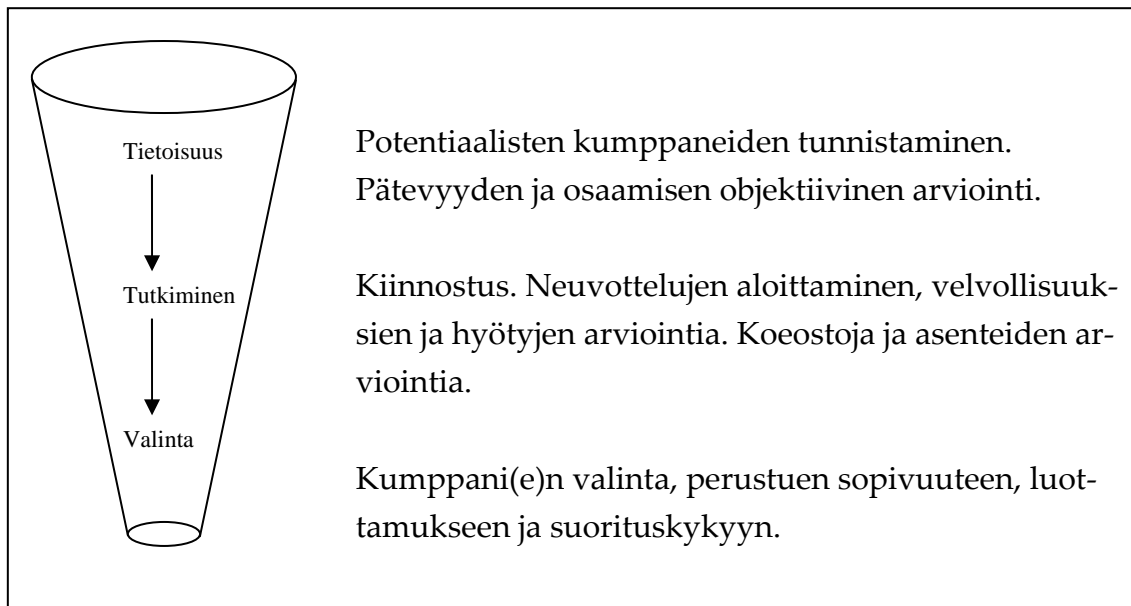 Tietoisuus
Potentiaalisten kumppaneiden tunnistaminen.
Pätevyyden ja osaamisen objektiivinen arviointi.
Tutkiminen
Kiinnostus. Neuvottelujen aloittaminen, velvollisuuk-
sien ja hyötyjen arviointia. Koeostoja ja asenteiden ar-
viointia.
Valinta
Kumppani(e)n valinta, perustuen sopivuuteen, luot-
tamukseen ja suorituskykyyn.